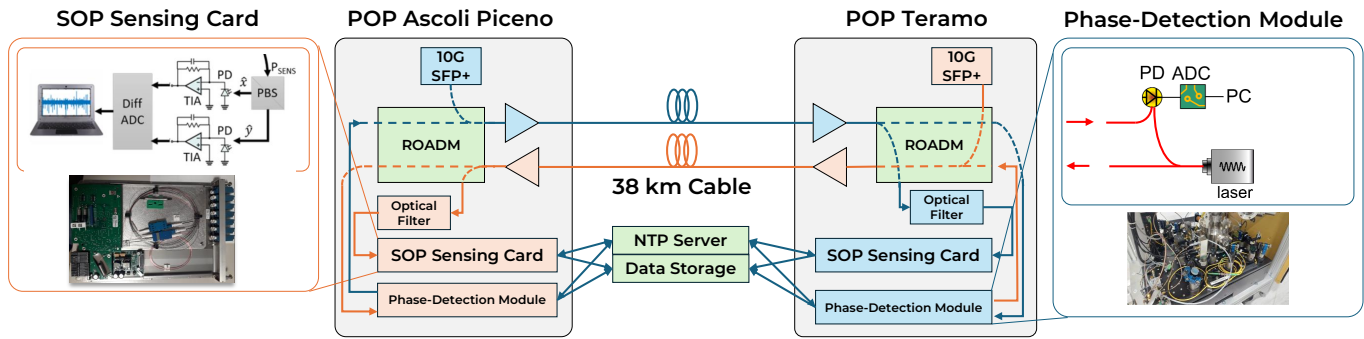 SOP Sensing Card
POP Ascoli Piceno
POP Teramo
Phase-Detection Module
P_SENS
PD
x̂
TIA
Diff
ADC
PBS
PD
ŷ
TIA
10G
SFP+
ROADM
Optical
Filter
SOP Sensing Card
Phase-Detection Module
38 km Cable
NTP Server
Data Storage
10G
SFP+
ROADM
Optical
Filter
SOP Sensing Card
Phase-Detection Module
PD
ADC
PC
laser